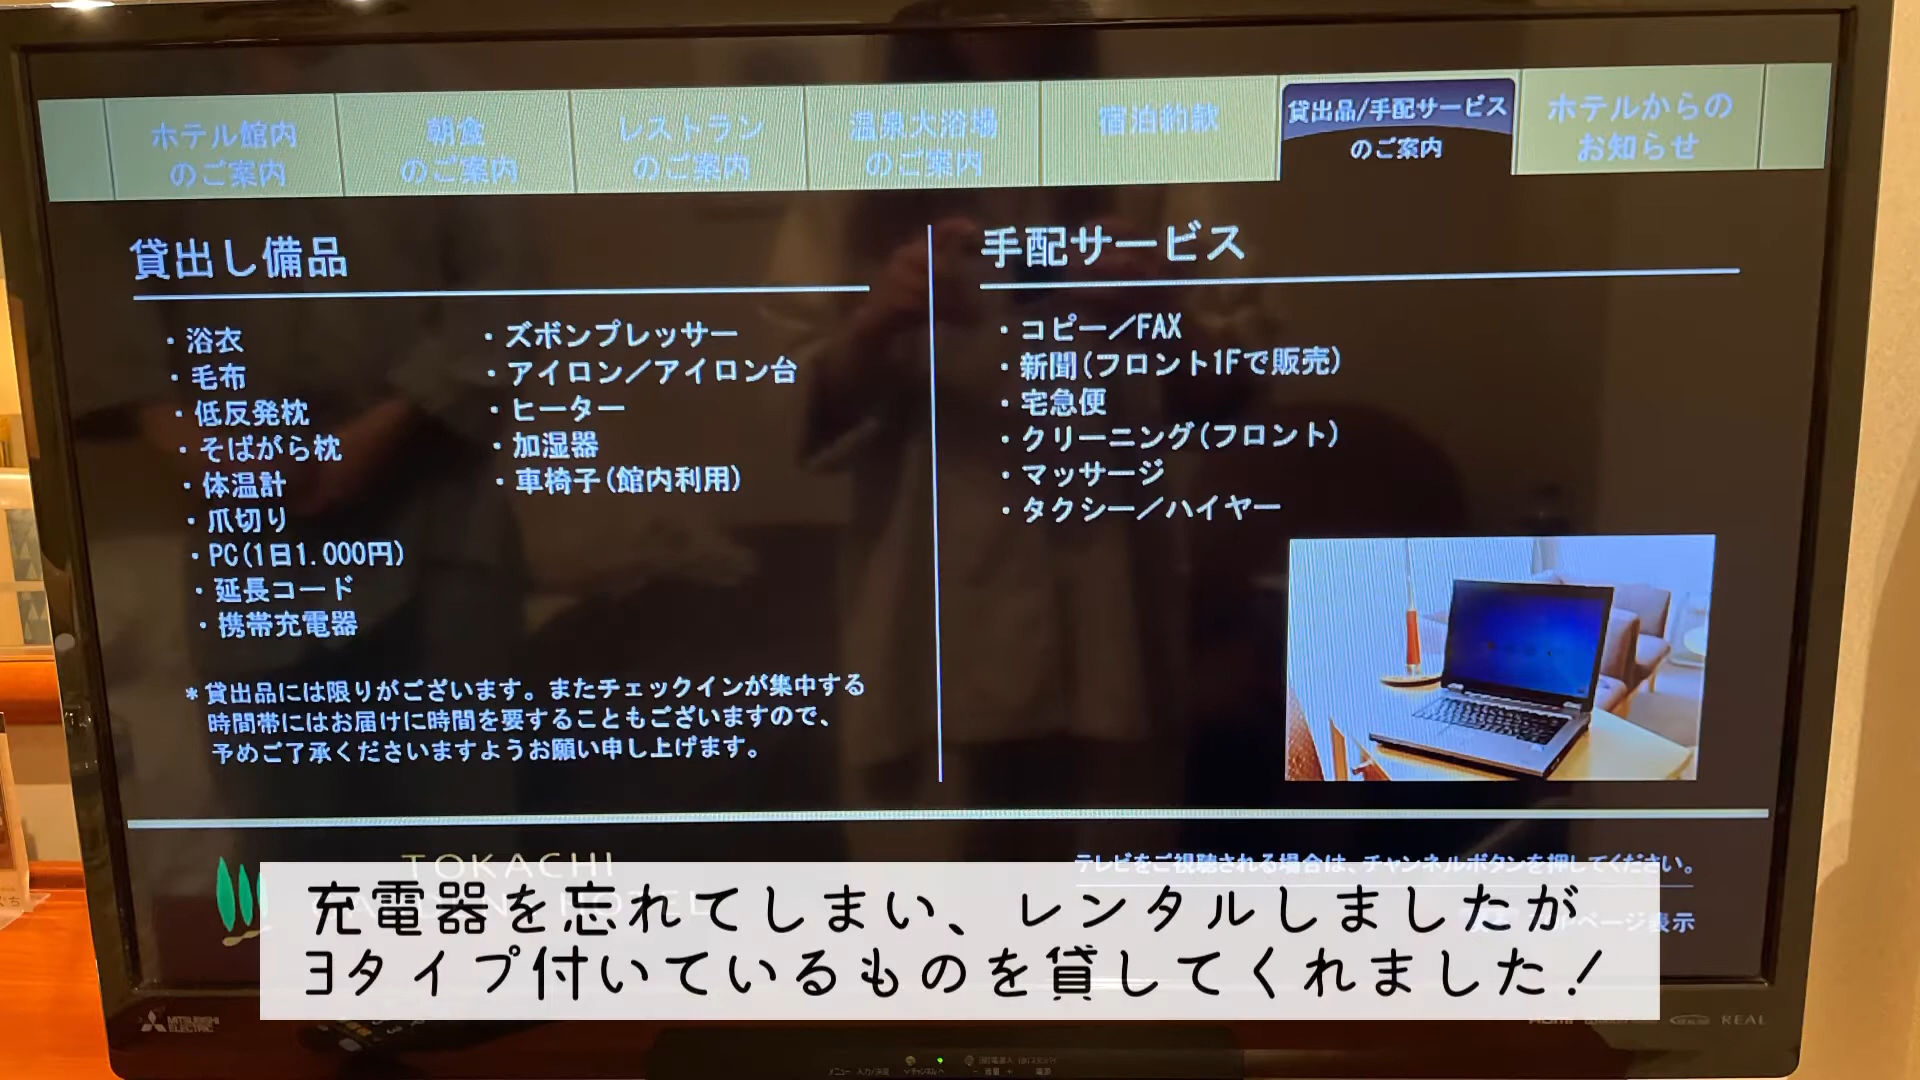 ホテル館内
のご案内
朝食
のご案内
レストラン
のご案内
温泉大浴場
のご案内
宿泊約款
貸出品/手配サービス
のご案内
ホテルからの
お知らせ
貸出し備品
・浴衣
・毛布
・低反発枕
・そばがら枕
・体温計
・爪切り
・PC(1日1.000円)
・延長コード
・携帯充電器
・ズボンプレッサー
・アイロン/アイロン台
・ヒーター
・加湿器
・車椅子(館内利用)
*貸出品には限りがございます。またチェックインが集中する
時間帯にはお届けに時間を要することもございますので、
予めご了承くださいますようお願い申し上げます。
手配サービス
・コピー/FAX
・新聞(フロント1Fで販売)
・宅急便
・クリーニング(フロント)
・マッサージ
・タクシー/ハイヤー
TOKACHI
テレビをご視聴される場合は、チャンネルボタンを押してください。
ページ表示
充電器を忘れてしまい、レンタルしましたが
3タイプ付いているものを貸してくれました!
MITSUBISHI
ELECTRIC
REAL